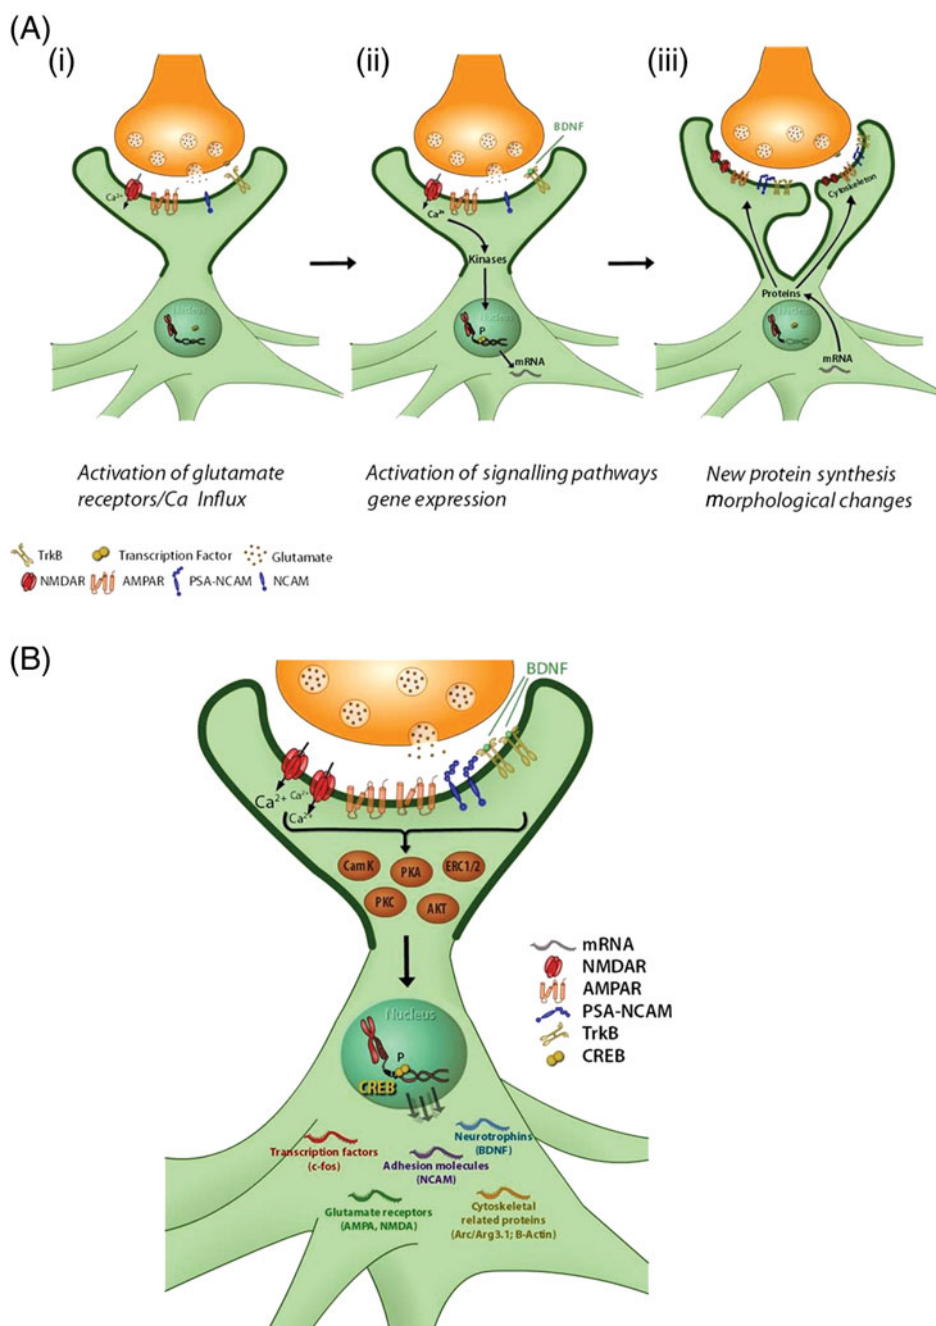 (A)
(i)
(ii)
(iii)
Ca2+
Nucleus
BDNF
Ca2+
Kinases
Nucleus
P
mRNA
Cytoskeleton
Proteins
mRNA
Activation of glutamate
receptors/Ca Influx
Activation of signalling pathways
gene expression
New protein synthesis
morphological changes
TrkB
Transcription Factor
Glutamate
NMDAR
AMPAR
PSA-NCAM
NCAM
(B)
BDNF
Ca2+
Ca2+
Ca2+
CamK
PKA
ERC1/2
PKC
AKT
mRNA
NMDAR
AMPAR
PSA-NCAM
TrkB
CREB
Nucleus
P
CREB
Transcription factors
(c-fos)
Neurotrophins
(BDNF)
Adhesion molecules
(NCAM)
Glutamate receptors
(AMPA, NMDA)
Cytoskeletal
related proteins
(Arc/Arg3.1; B-Actin)